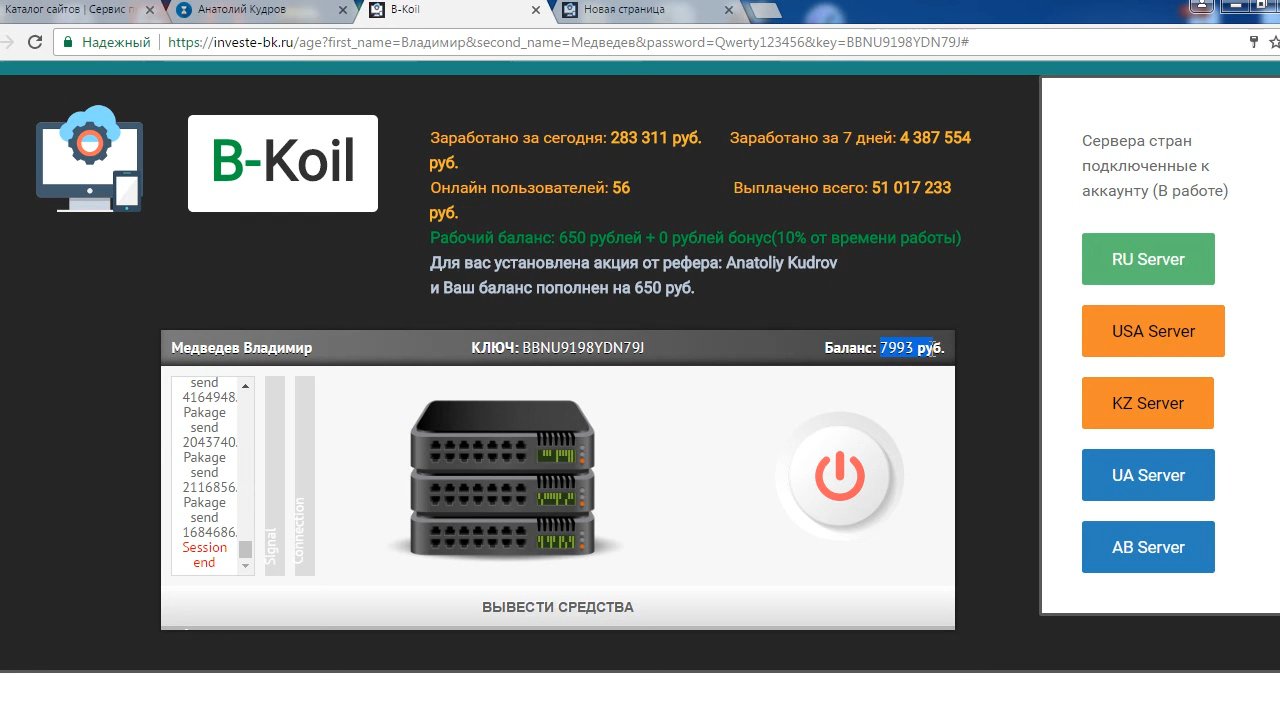 Каталог сайтов | Сервис п
Анатолий Кудров
B-Koil
Новая страница
Надежный
https://investe-bk.ru/age?first_name=Владимир&second_name=Медведев&password=Qwerty123456&key=BBNU9198YDN79J#
B-Koil
Заработано за сегодня: 283 311 руб. Заработано за 7 дней: 4 387 554
руб.
Онлайн пользователей: 56 Выплачено всего: 51 017 233
руб.
Рабочий баланс: 650 рублей + 0 рублей бонус(10% от времени работы)
Для вас установлена акция от рефера: Anatoliy Kudrov
и Ваш баланс пополнен на 650 руб.
Медведев Владимир
КЛЮЧ: BBNU9198YDN79J
Баланс: 7993 руб.
send
4164948.
Pakage
send
2043740.
Pakage
send
2116856.
Pakage
send
1684686.
Session
end
Signal
Connection
ВЫВЕСТИ СРЕДСТВА
Сервера стран
подключенные к
аккаунту (В работе)
RU Server
USA Server
KZ Server
UA Server
AB Server